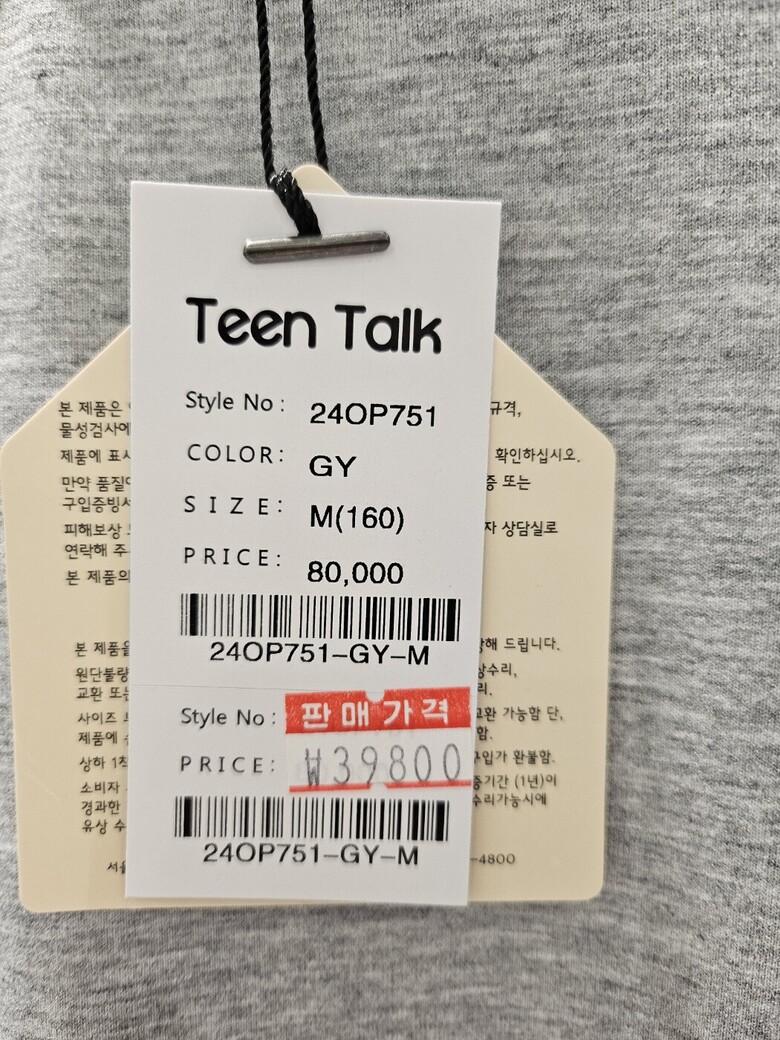 Teen Talk
Style No : 24OP751
COLOR: GY
SIZE: M(160)
PRICE: 80,000
24OP751-GY-M
Style No : 판매가격
PRICE: ₩39800
24OP751-GY-M
본 제품은
규격,
물성검사에
제품에 표시
확인하십시오.
만약 품질
증 또는
구입증빙서
피해보상
자 상담실로
연락해 주
본 제품의
본 제품을
해 드립니다.
원단불량
상수리,
교환 또는
리.
사이즈
교환 가능함 단,
제품에
함.
상하 1착
구입가 환불함.
소비자
증기간 (1년)이
경과한
수리가능시에
유상 수
서울
-4800